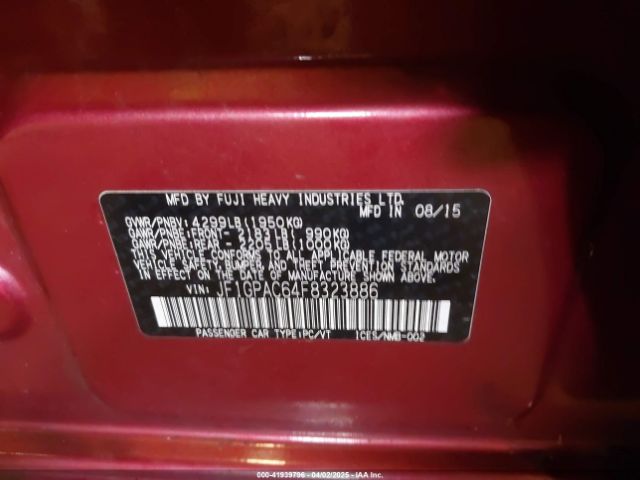 MFD BY FUJI HEAVY INDUSTRIES LTD.
MFD IN 08/15
GVWR/PNBV: 4299LB(1950KG)
GAWR/PNBE:FRONT- 2183LB( 990KG)
GAWR/PNBE:REAR - 2205LB(1000KG)
THIS VEHICLE CONFORMS TO ALL APPLICABLE FEDERAL MOTOR
VEHICLE SAFETY, BUMPER, AND THEFT PREVENTION STANDARDS
IN EFFECT ON THE DATE OF MANUFACTURE SHOWN ABOVE.
VIN: JF1GPAC64F8323886
PASSENGER CAR TYPE:PC/VT ICES/NMB-002
000-41939796 - 04/02/2025 - IAA Inc.